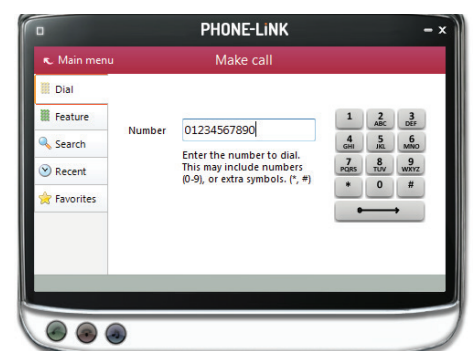 PHONE-LiNK
Main menu
Make call
Dial
Feature
Search
Recent
Favorites
Number
01234567890
Enter the number to dial.
This may include numbers
(0-9), or extra symbols. (*, #)
1 2 3
ABC DEF
4 5 6
GHI JKL MNO
7 8 9
PQRS TUV WXYZ
* 0 #